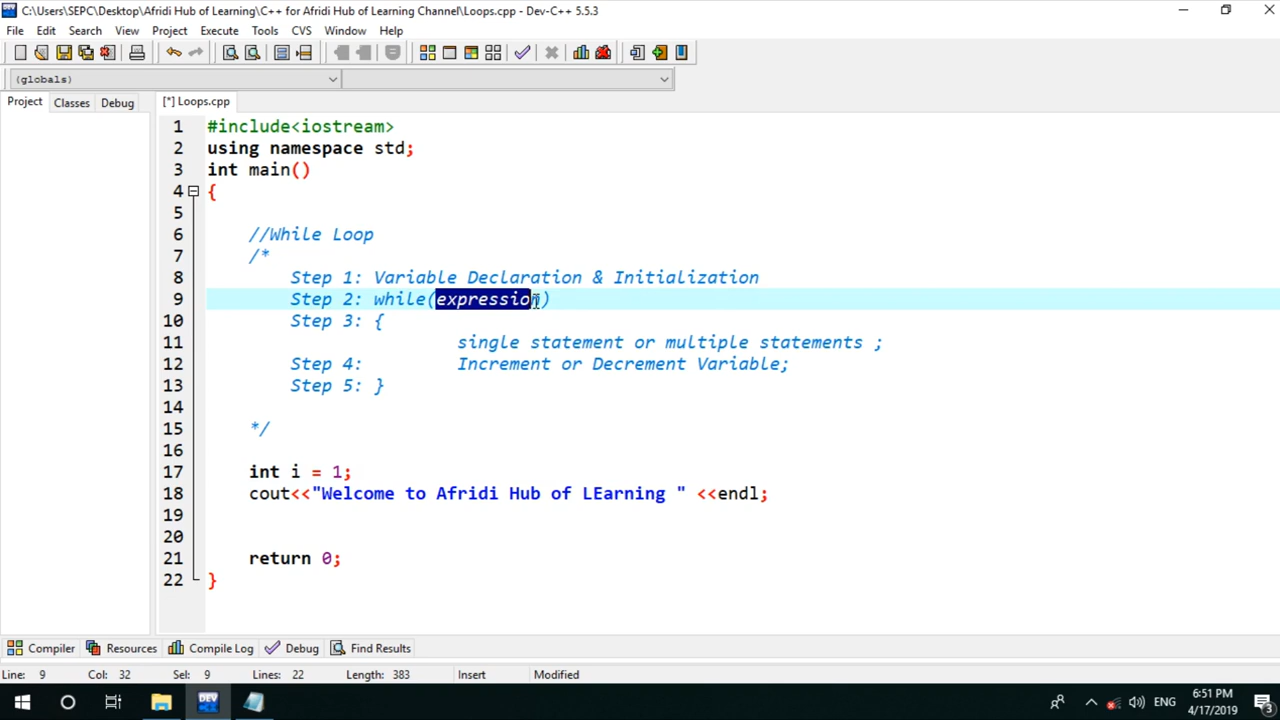 C:\Users\SEPC\Desktop\Afridi Hub of Learning\C++ for Afridi Hub of Learning Channel\Loops.cpp - Dev-C++ 5.5.3
File Edit Search View Project Execute Tools CVS Window Help
(globals)
Project Classes Debug [*] Loops.cpp
1 #include<iostream>
2 using namespace std;
3 int main()
4 {
5
6 //While Loop
7 /*
8 Step 1: Variable Declaration & Initialization
9 Step 2: while(expression)
10 Step 3: {
11 single statement or multiple statements ;
12 Step 4: Increment or Decrement Variable;
13 Step 5: }
14
15 */
16
17 int i = 1;
18 cout<<"Welcome to Afridi Hub of LEarning " <<endl;
19
20
21 return 0;
22 }
Compiler Resources Compile Log Debug Find Results
Line: 9 Col: 32 Sel: 9 Lines: 22 Length: 383 Insert Modified
DEV ENG 6:51 PM
4/17/2019 3